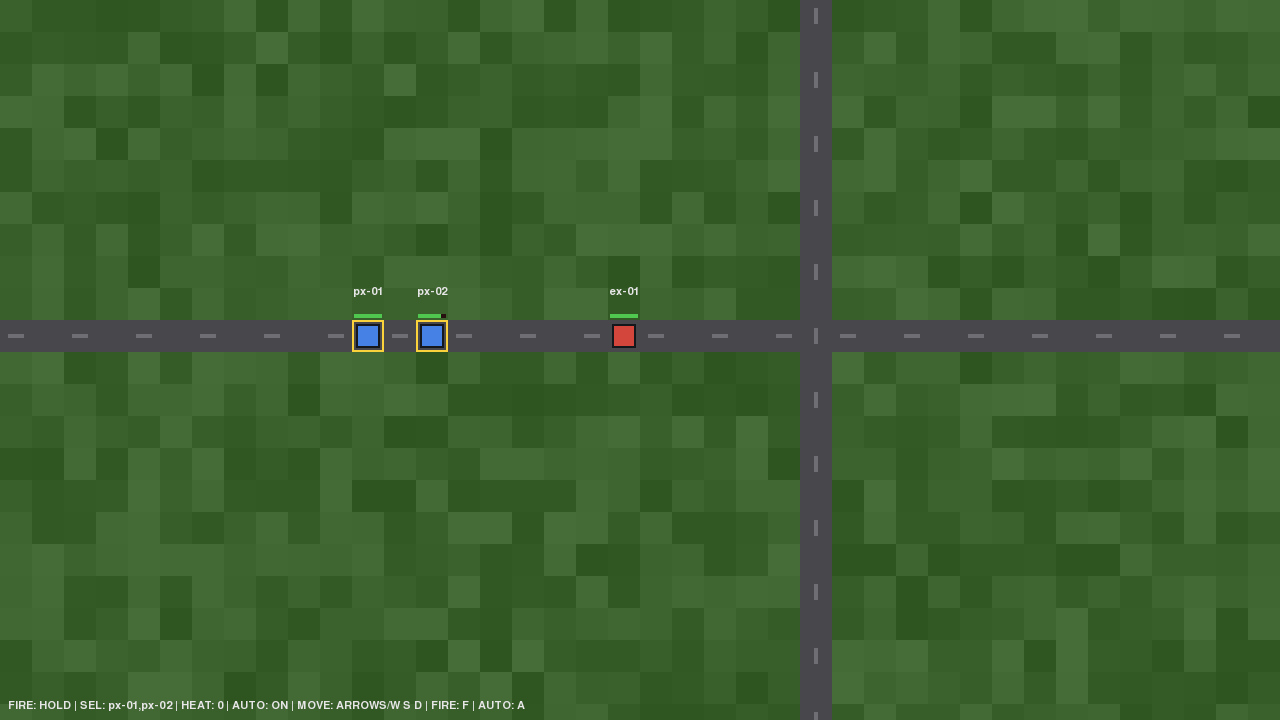 px-01 px-02 ex-01
FIRE: HOLD | SEL: px-01,px-02 | HEAT: 0 | AUTO: ON | MOVE: ARROWS/W S D | FIRE: F | AUTO: A